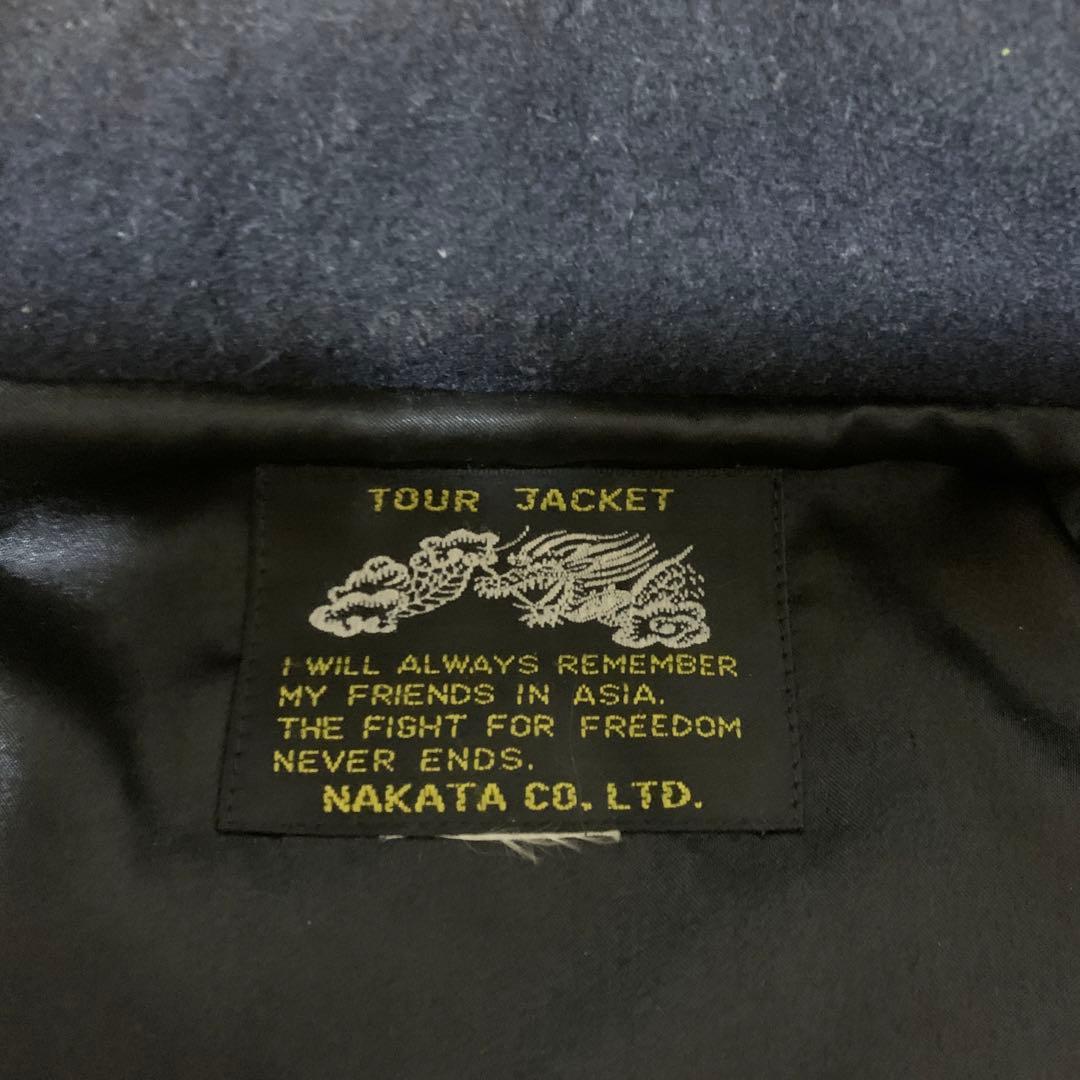 TOUR JACKET
I WILL ALWAYS REMEMBER
MY FRIENDS IN ASIA.
THE FIGHT FOR FREEDOM
NEVER ENDS.
NAKATA CO. LTD.